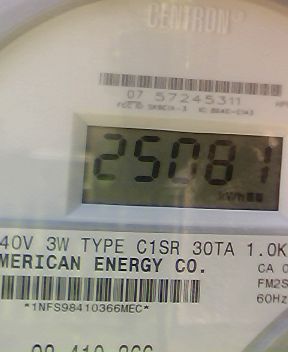 CENTRON®
07 57245311
25081
kWh
40V 3W TYPE C1SR 30TA 1.0K
MERICAN ENERGY CO.
CA 0
FM2S
60Hz
*1NFS98410366MEC*